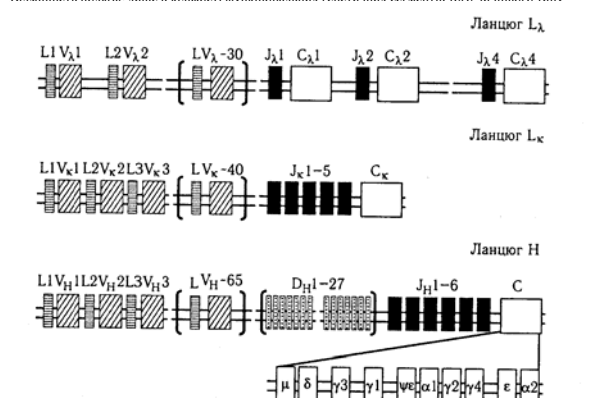 Ланцюг Lλ
L1 Vλ1 L2 Vλ2 LVλ~30 Jλ1 Cλ1 Jλ2 Cλ2 Jλ4 Cλ4
Ланцюг Lκ
L1Vκ1 L2Vκ2 L3Vκ3 LVκ~40 Jκ1-5 Cκ
Ланцюг H
L1VH1 L2VH2 L3VH3 L VH~65 DH1-27 JH1-6 C
μ δ γ3 γ1 ψε α1 γ2 γ4 ε α2